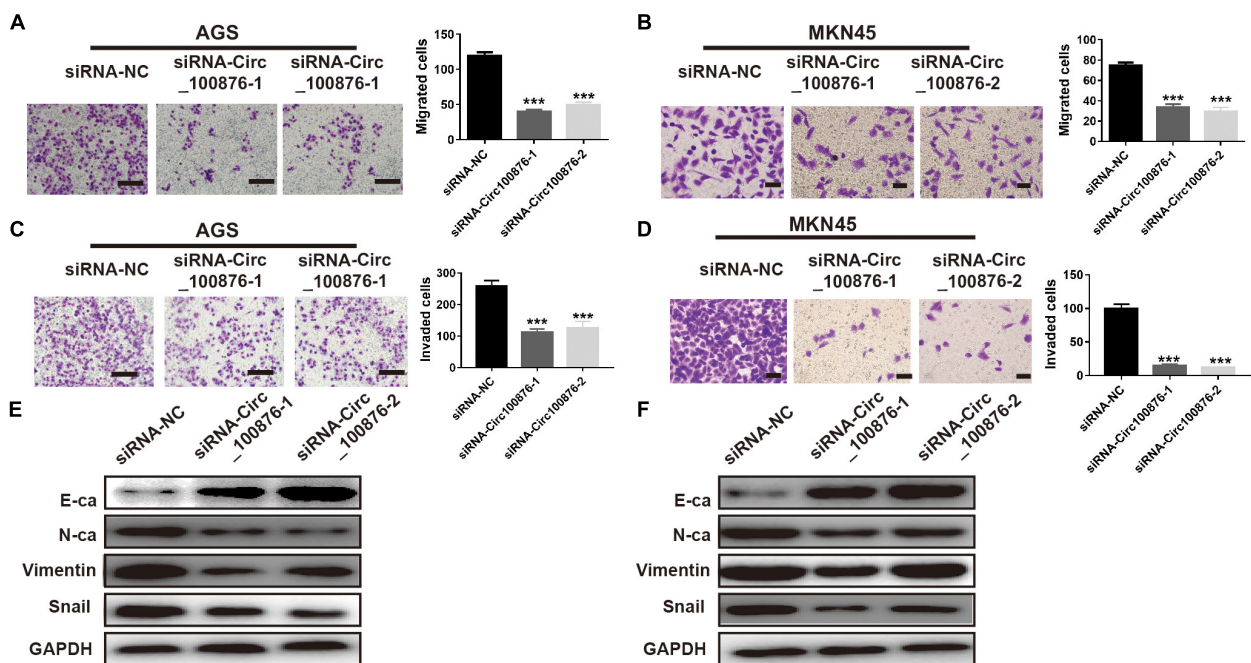 A
AGS
siRNA-NC
siRNA-Circ
_100876-1
siRNA-Circ
_100876-1
Migrated cells
150
100
50
0
***
***
siRNA-NC
siRNA-Circ100876-1
siRNA-Circ100876-2
B
MKN45
siRNA-NC
siRNA-Circ
_100876-1
siRNA-Circ
_100876-2
Migrated cells
100
80
60
40
20
0
***
***
siRNA-NC
siRNA-Circ100876-1
siRNA-Circ100876-2
C
AGS
siRNA-NC
siRNA-Circ
_100876-1
siRNA-Circ
_100876-1
Invaded cells
300
200
100
0
***
***
siRNA-NC
siRNA-Circ100876-1
siRNA-Circ100876-2
D
MKN45
siRNA-NC
siRNA-Circ
_100876-1
siRNA-Circ
_100876-2
Invaded cells
150
100
50
0
***
***
siRNA-NC
siRNA-Circ100876-1
siRNA-Circ100876-2
E
siRNA-NC
siRNA-Circ
_100876-1
siRNA-Circ
_100876-2
E-ca
N-ca
Vimentin
Snail
GAPDH
F
siRNA-NC
siRNA-Circ
_100876-1
siRNA-Circ
_100876-2
E-ca
N-ca
Vimentin
Snail
GAPDH